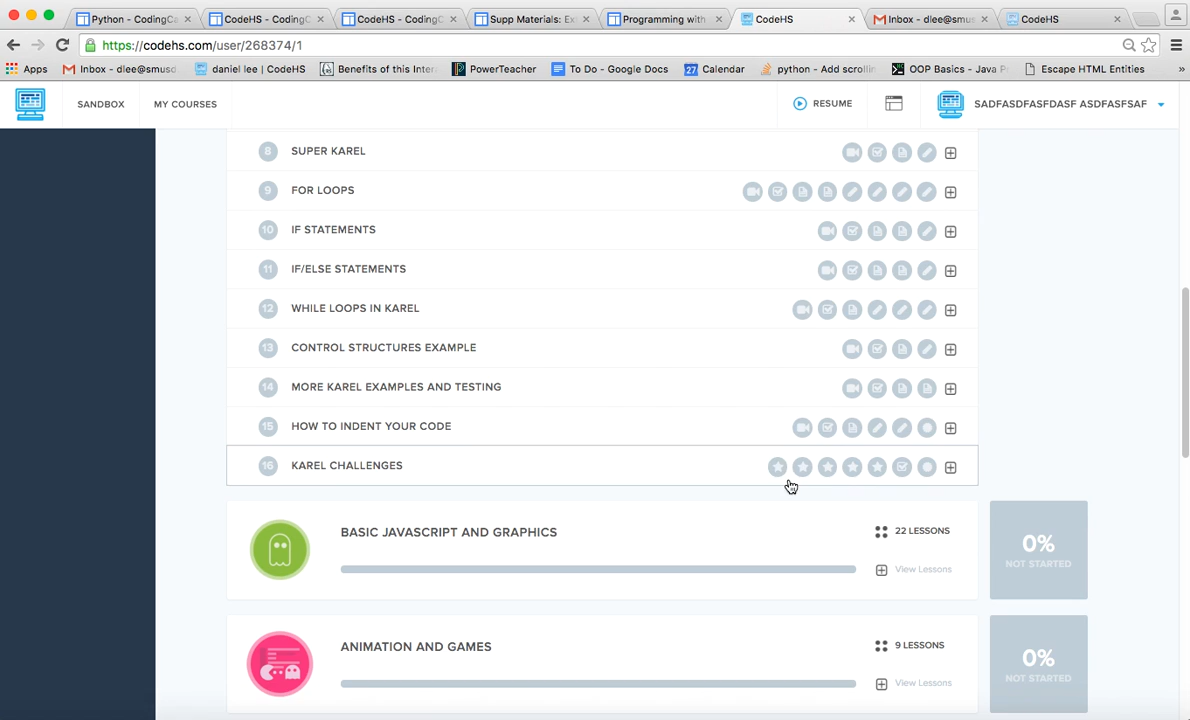 Python - CodingCa
CodeHS - CodingC
CodeHS - CodingC
Supp Materials: Ex
Programming with
CodeHS
Inbox - dlee@smus
CodeHS
https://codehs.com/user/268374/1
Apps
Inbox - dlee@smusd
daniel lee | CodeHS
Benefits of this Inter
PowerTeacher
To Do - Google Docs
27 Calendar
python - Add scrollin
OOP Basics - Java P
Escape HTML Entities
»
SANDBOX
MY COURSES
RESUME
SADFASDFASFDASF ASDFASFSAF
8 SUPER KAREL
9 FOR LOOPS
10 IF STATEMENTS
11 IF/ELSE STATEMENTS
12 WHILE LOOPS IN KAREL
13 CONTROL STRUCTURES EXAMPLE
14 MORE KAREL EXAMPLES AND TESTING
15 HOW TO INDENT YOUR CODE
16 KAREL CHALLENGES
BASIC JAVASCRIPT AND GRAPHICS
22 LESSONS
View Lessons
0%
NOT STARTED
ANIMATION AND GAMES
9 LESSONS
View Lessons
0%
NOT STARTED